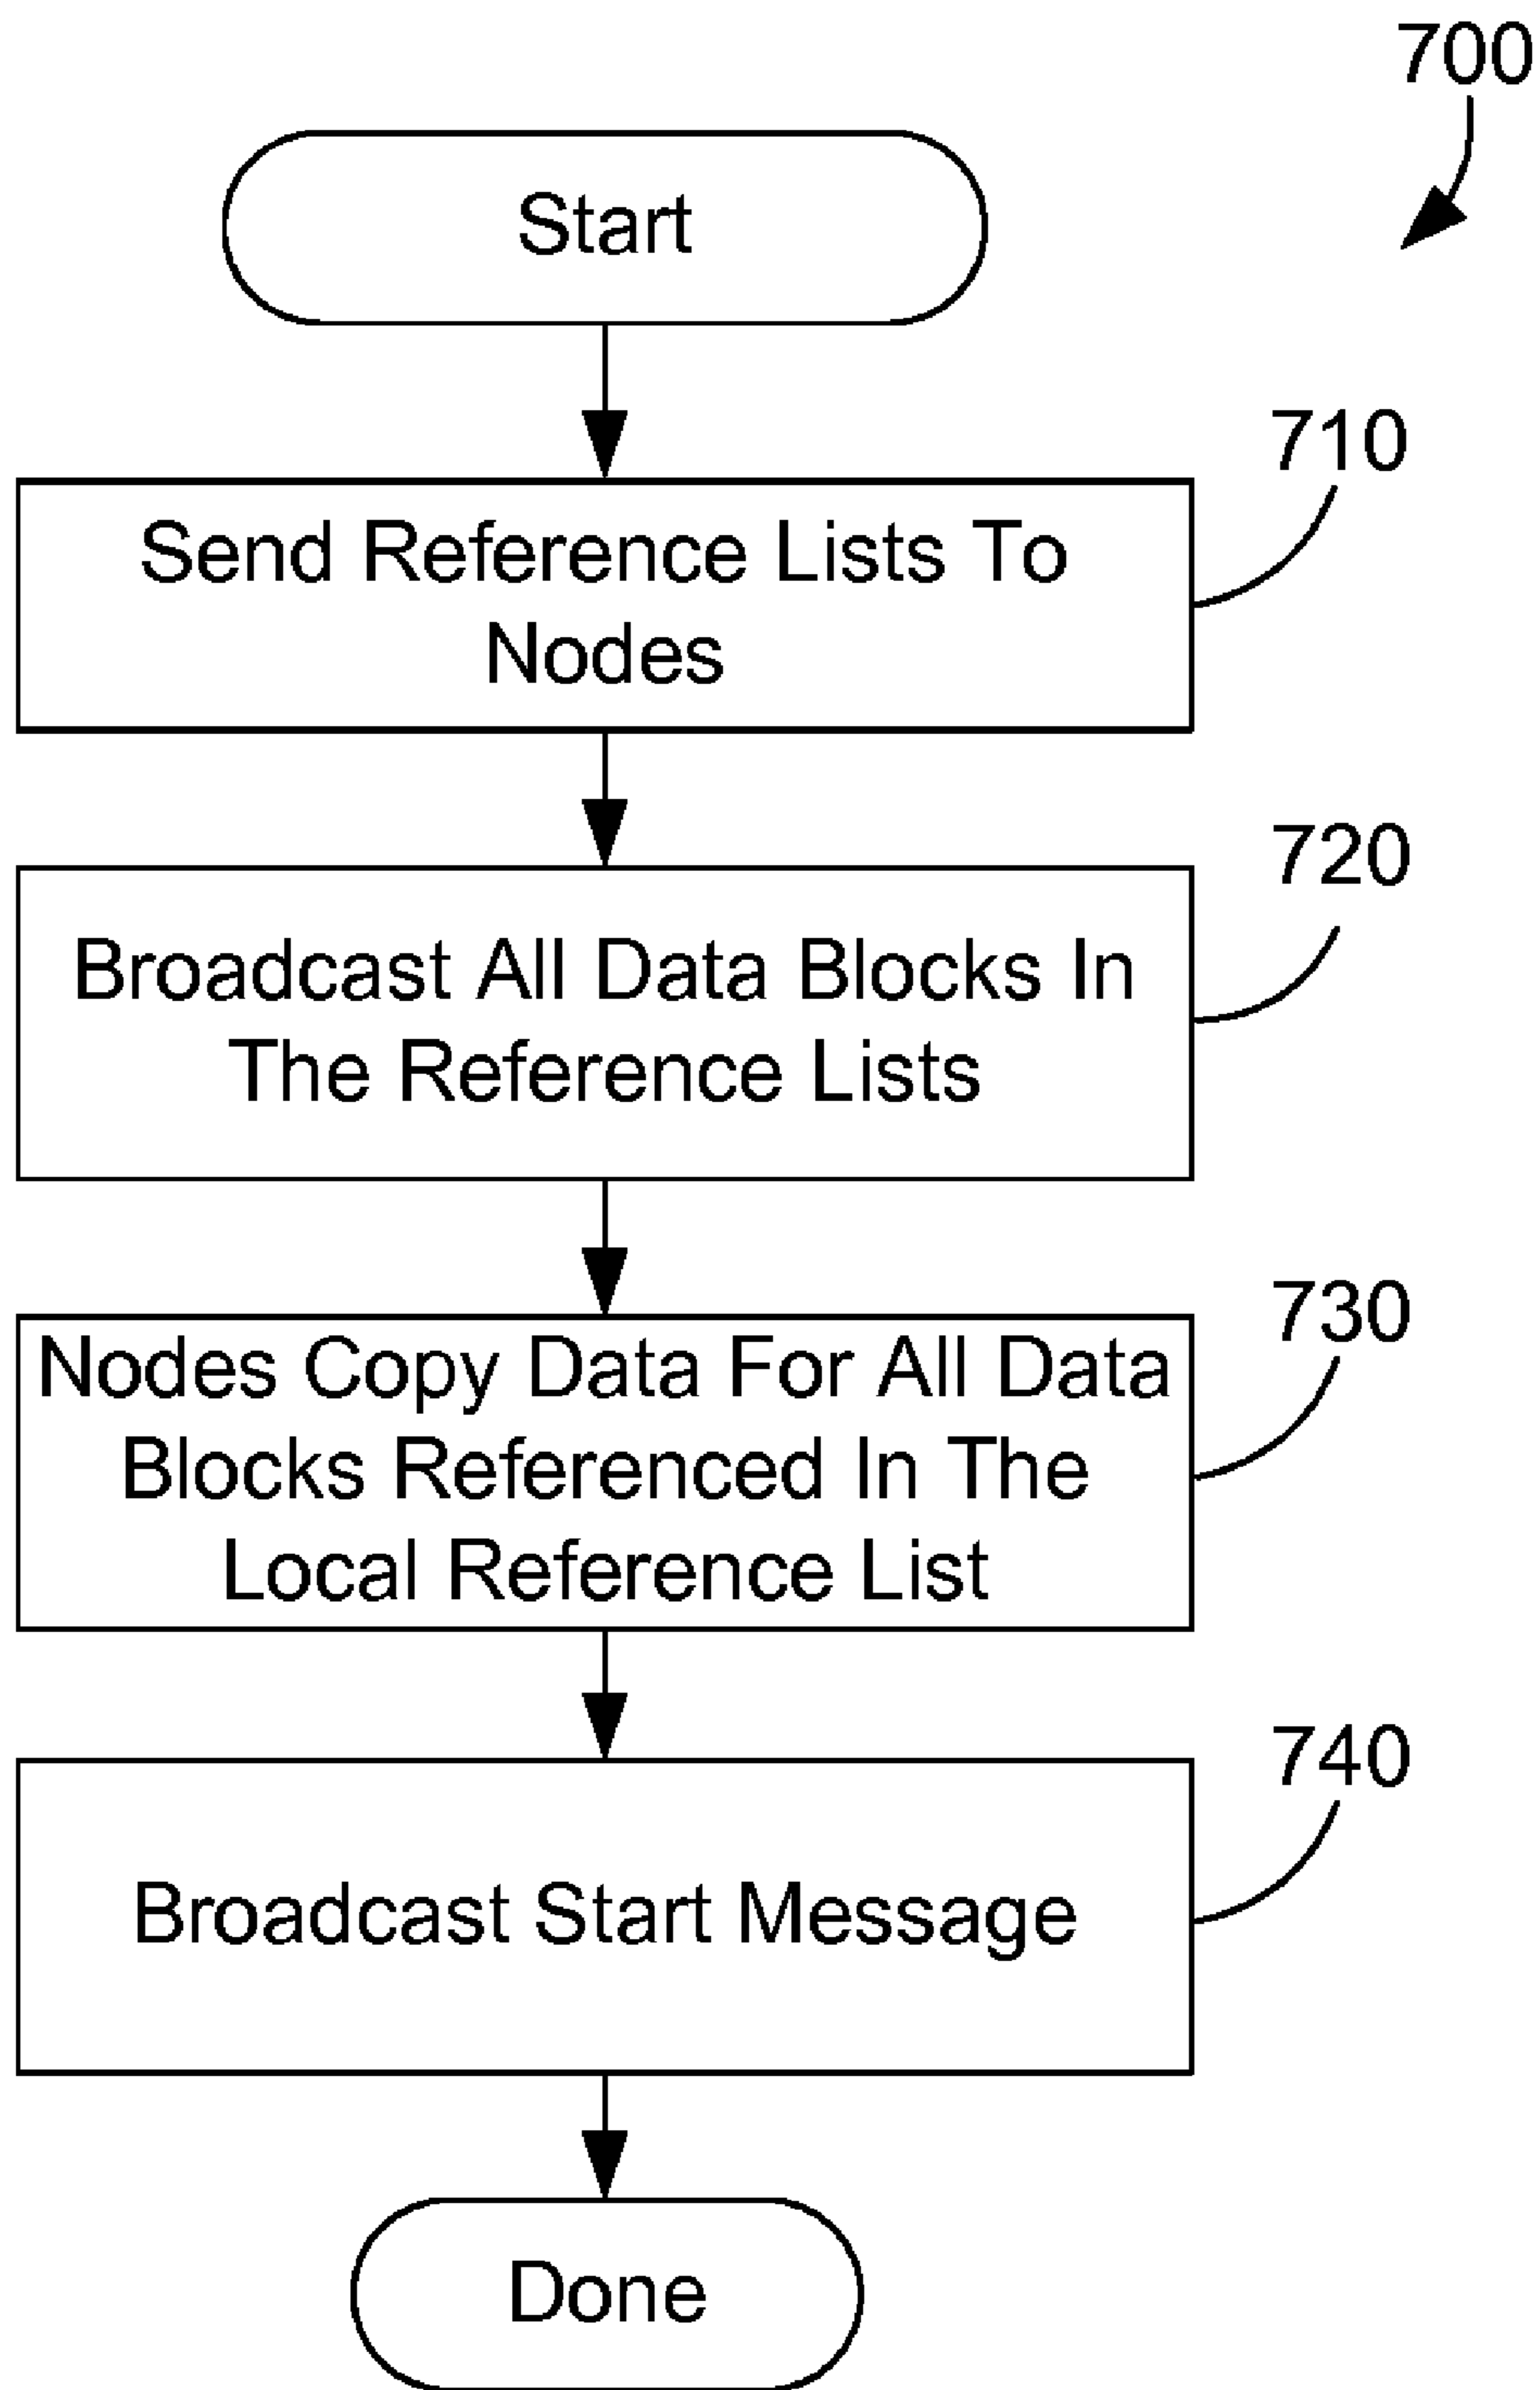 700
Start
710
Send Reference Lists To
Nodes
720
Broadcast All Data Blocks In
The Reference Lists
730
Nodes Copy Data For All Data
Blocks Referenced In The
Local Reference List
740
Broadcast Start Message
Done